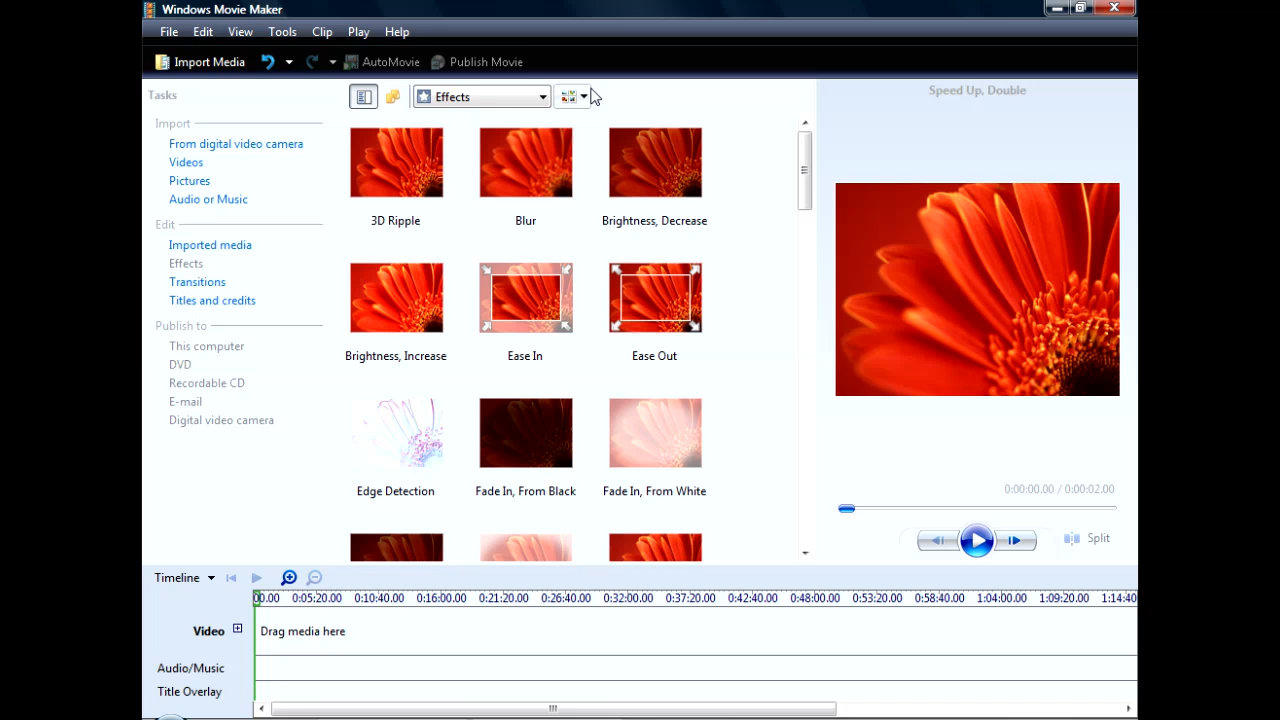 Windows Movie Maker
File Edit View Tools Clip Play Help
Import Media AutoMovie Publish Movie
Tasks
Import
From digital video camera
Videos
Pictures
Audio or Music
Edit
Imported media
Effects
Transitions
Titles and credits
Publish to
This computer
DVD
Recordable CD
E-mail
Digital video camera
Effects
3D Ripple Blur Brightness, Decrease
Brightness, Increase Ease In Ease Out
Edge Detection Fade In, From Black Fade In, From White
Speed Up, Double
0:00:00.00 / 0:00:02.00
Split
Timeline
00.00 0:05:20.00 0:10:40.00 0:16:00.00 0:21:20.00 0:26:40.00 0:32:00.00 0:37:20.00 0:42:40.00 0:48:00.00 0:53:20.00 0:58:40.00 1:04:00.00 1:09:20.00 1:14:40
Video Drag media here
Audio/Music
Title Overlay